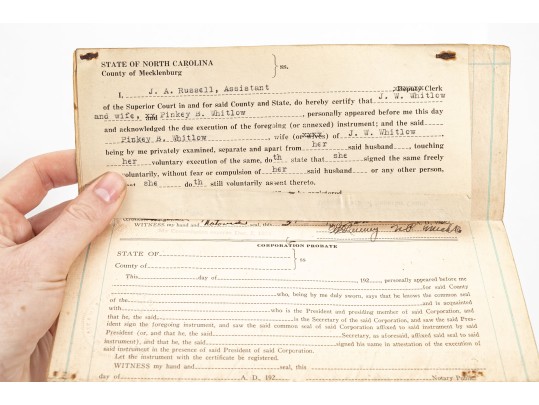 STATE OF NORTH CAROLINA
County of Mecklenburg } ss.
I, J. A. Russell, Assistant Deputy Clerk
of the Superior Court in and for said County and State, do hereby certify that J. W. Whitlow
and wife, xx Pinkey B. Whitlow, personally appeared before me this day
and acknowledged the due execution of the foregoing (or annexed) instrument; and the said
Pinkey B. Whitlow wife (or wives) of J. W. Whitlow
being by me privately examined, separate and apart from her said husband, touching
her voluntary execution of the same, doth state that she signed the same freely
voluntarily, without fear or compulsion of her said husband or any other person,
she doth still voluntarily assent thereto.
WITNESS my hand and seal, this
CORPORATION PROBATE
STATE OF
County of } ss
This day of 192, personally appeared before me
for said County
who, being by me duly sworn, says that he knows the common seal
of the and is acquainted
with who is the President and presiding member of said Corporation, and
that he, the said is the Secretary of the said Corporation, and saw the Pres-
ident sign the foregoing instrument, and saw the said common seal of said Corporation affixed to said instrument by said
President (or, and that he, the said Secretary, as aforesaid, affixed said seal to said
instrument), and that he, the said signed his name in attestation of the execution of
said instrument in the presence of said President of said Corporation.
Let the instrument with the certificate be registered.
WITNESS my hand and seal, this
day of A. D., 192 Notary Public